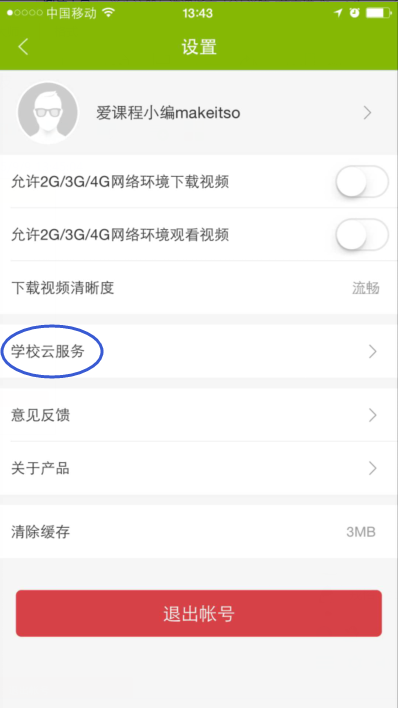 中国移动 13:43
设置
爱课程小编makeitso
允许2G/3G/4G网络环境下载视频
允许2G/3G/4G网络环境观看视频
下载视频清晰度 流畅
学校云服务
意见反馈
关于产品
清除缓存 3MB
退出帐号